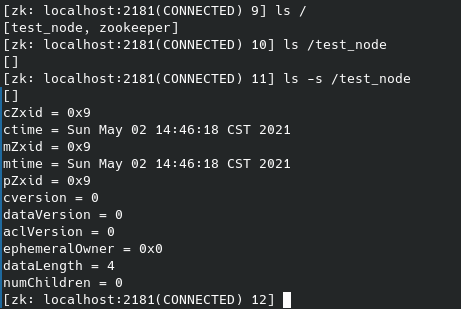 [zk: localhost:2181(CONNECTED) 9] ls /
[test_node, zookeeper]
[zk: localhost:2181(CONNECTED) 10] ls /test_node
[]
[zk: localhost:2181(CONNECTED) 11] ls -s /test_node
[]
cZxid = 0x9
ctime = Sun May 02 14:46:18 CST 2021
mZxid = 0x9
mtime = Sun May 02 14:46:18 CST 2021
pZxid = 0x9
cversion = 0
dataVersion = 0
aclVersion = 0
ephemeralOwner = 0x0
dataLength = 4
numChildren = 0
[zk: localhost:2181(CONNECTED) 12]